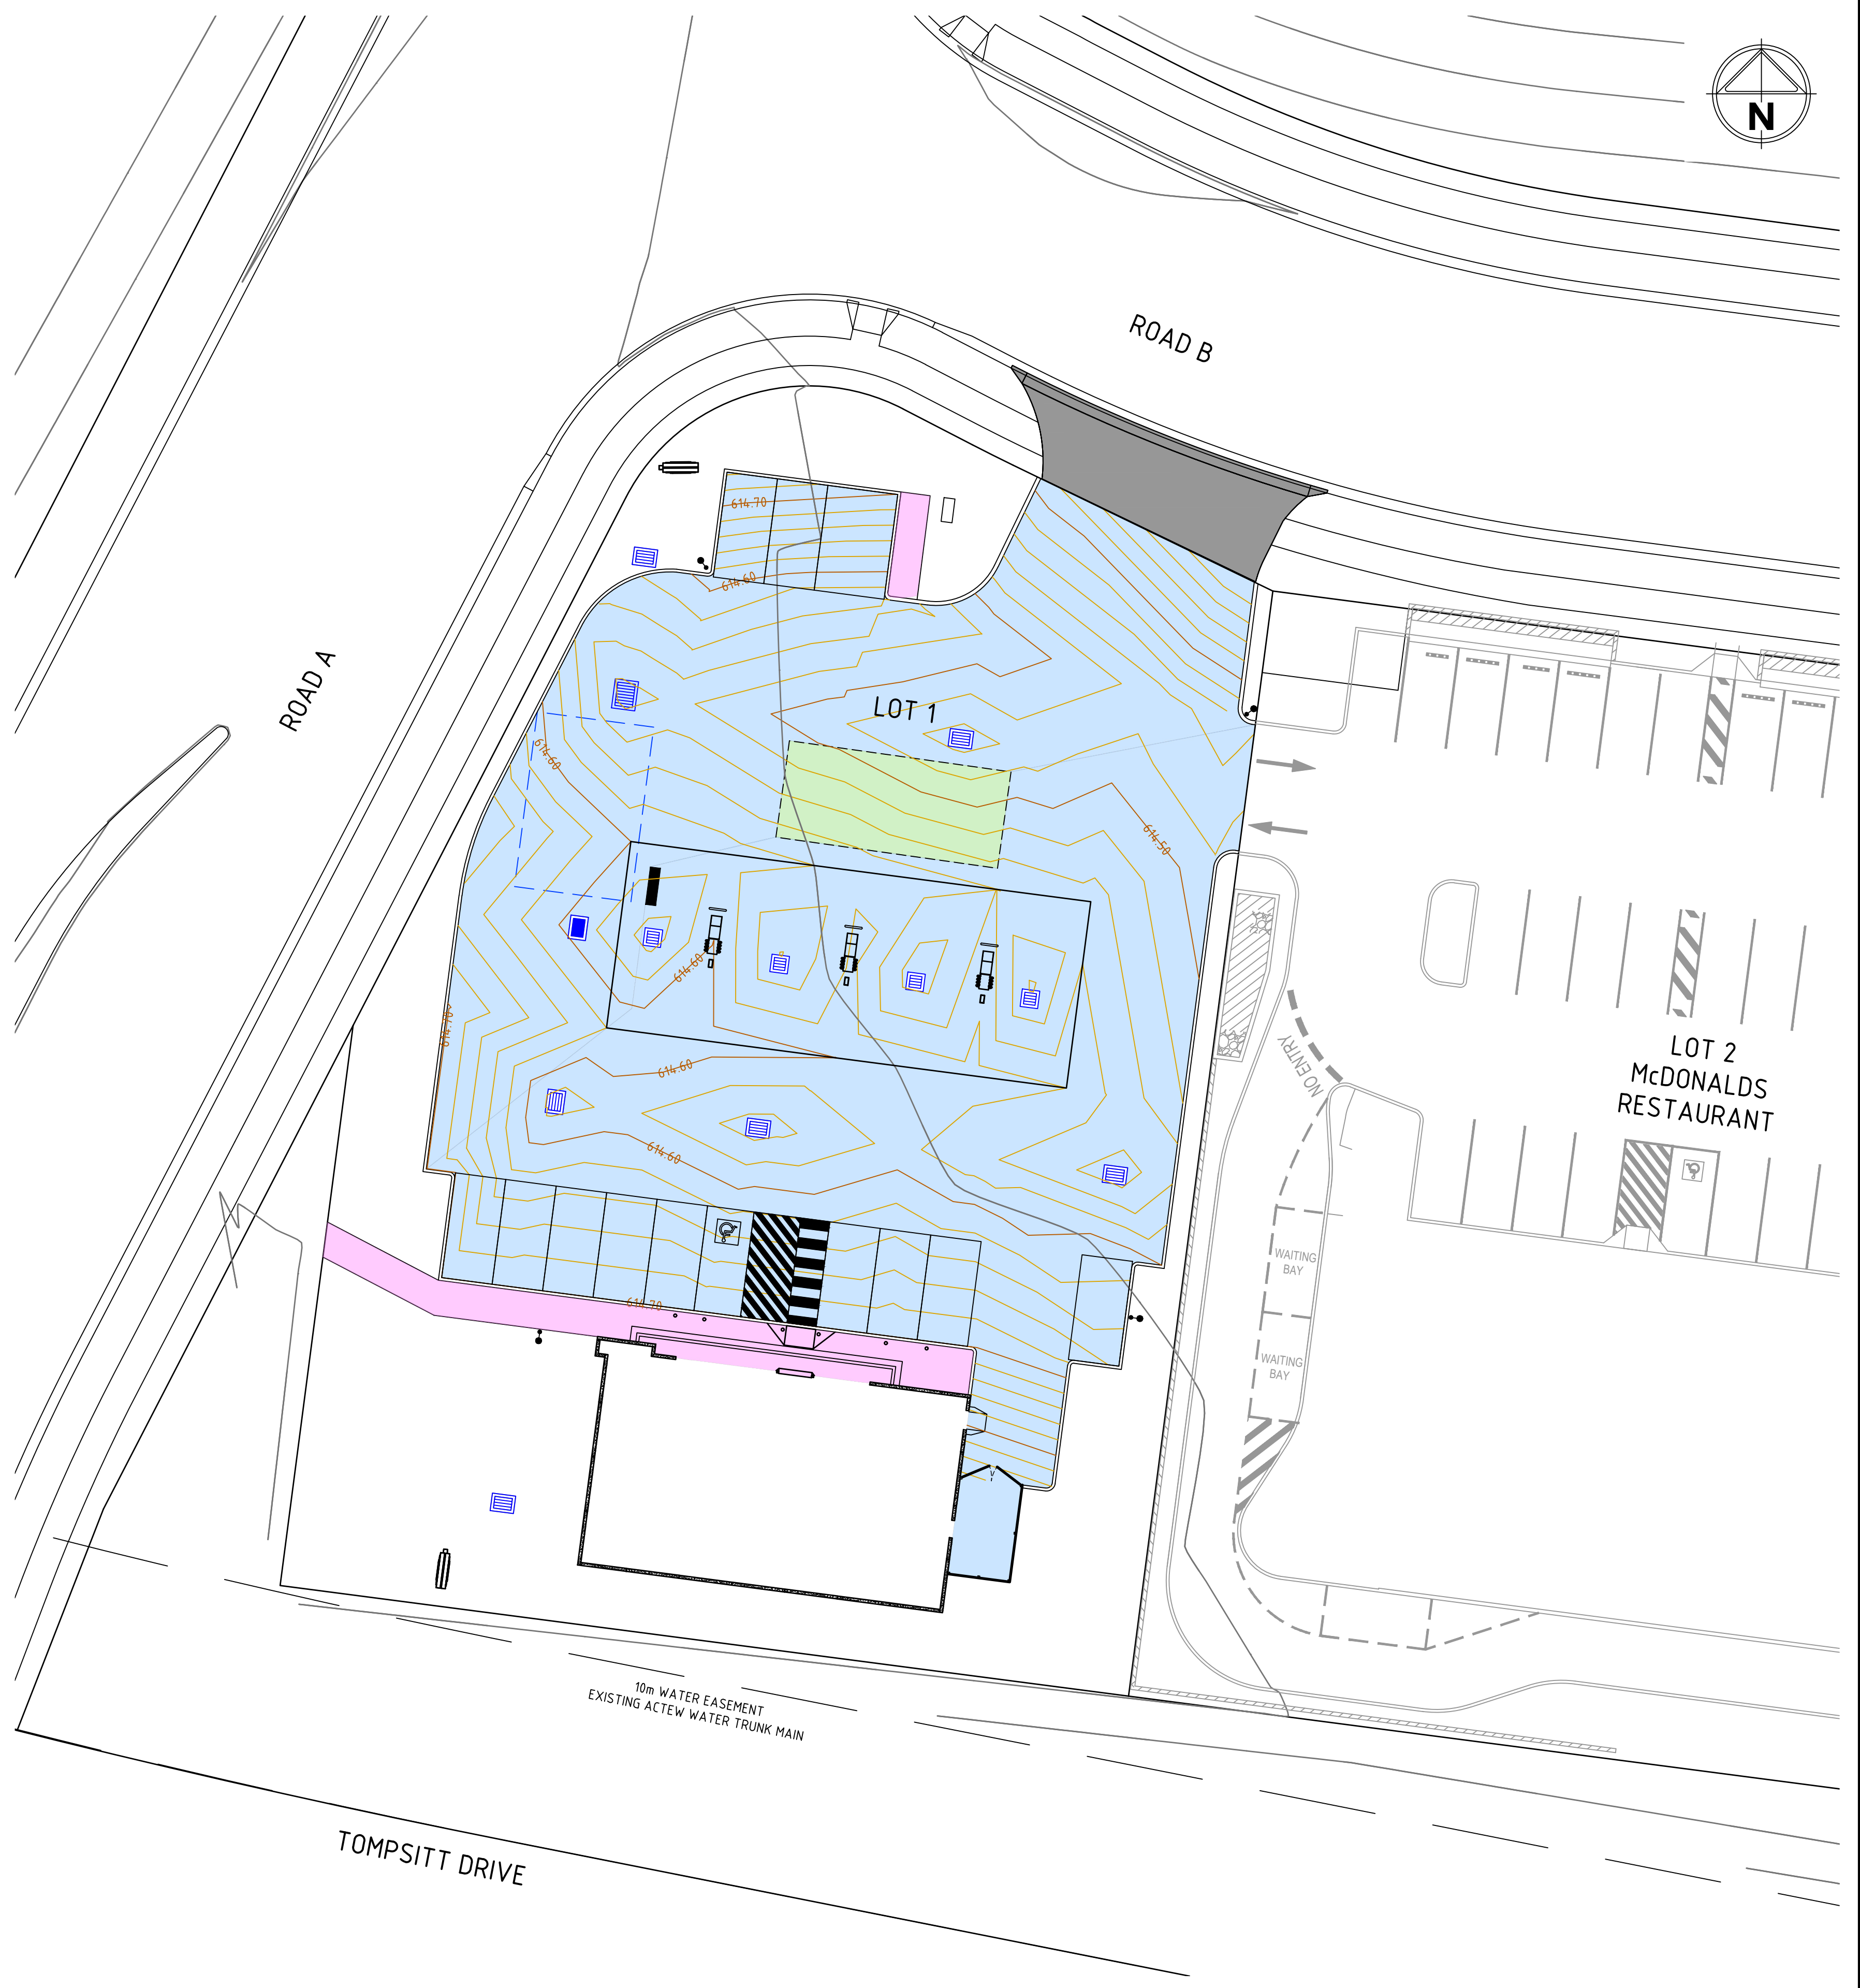 N
ROAD B
614.70
614.60
ROAD A
LOT 1
614.60
614.50
614.60
614.70
NO ENTRY
LOT 2
McDONALDS
RESTAURANT
614.60
614.60
WAITING
BAY
614.70
WAITING
BAY
V
10m WATER EASEMENT
EXISTING ACTEW WATER TRUNK MAIN
TOMPSITT DRIVE